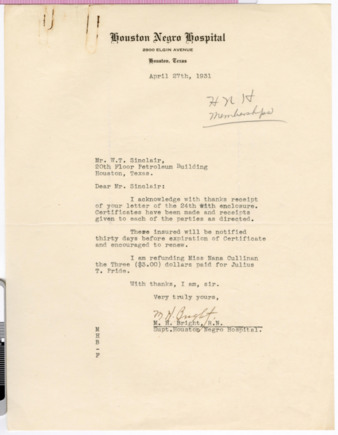 Houston Negro Hospital
2900 ELGIN AVENUE
Houston, Texas
April 27th, 1931
H N H
Memberships
Mr. W.T. Sinclair,
20th Floor Petroleum Building
Houston, Texas.
Dear Mr. Sinclair:
I acknowledge with thanks receipt
of your letter of the 24th with enclosure.
Certificates have been made and receipts
given to each of the parties as directed.
These insured will be notified
thirty days before expiration of Certificate
and encouraged to renew.
I am refunding Miss Nana Cullinan
the Three ($3.00) dollars paid for Julius
T. Pride.
With thanks, I am, sir.
Very truly yours,
M. H. Bright.
M. H. Bright, R.N.
Supt. Houston Negro Hospital.
M
H
B
-
F